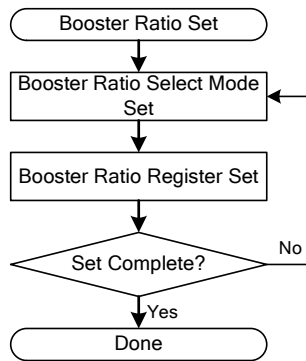 Booster Ratio Set
Booster Ratio Select Mode
Set
Booster Ratio Register Set
Set Complete?
No
Yes
Done